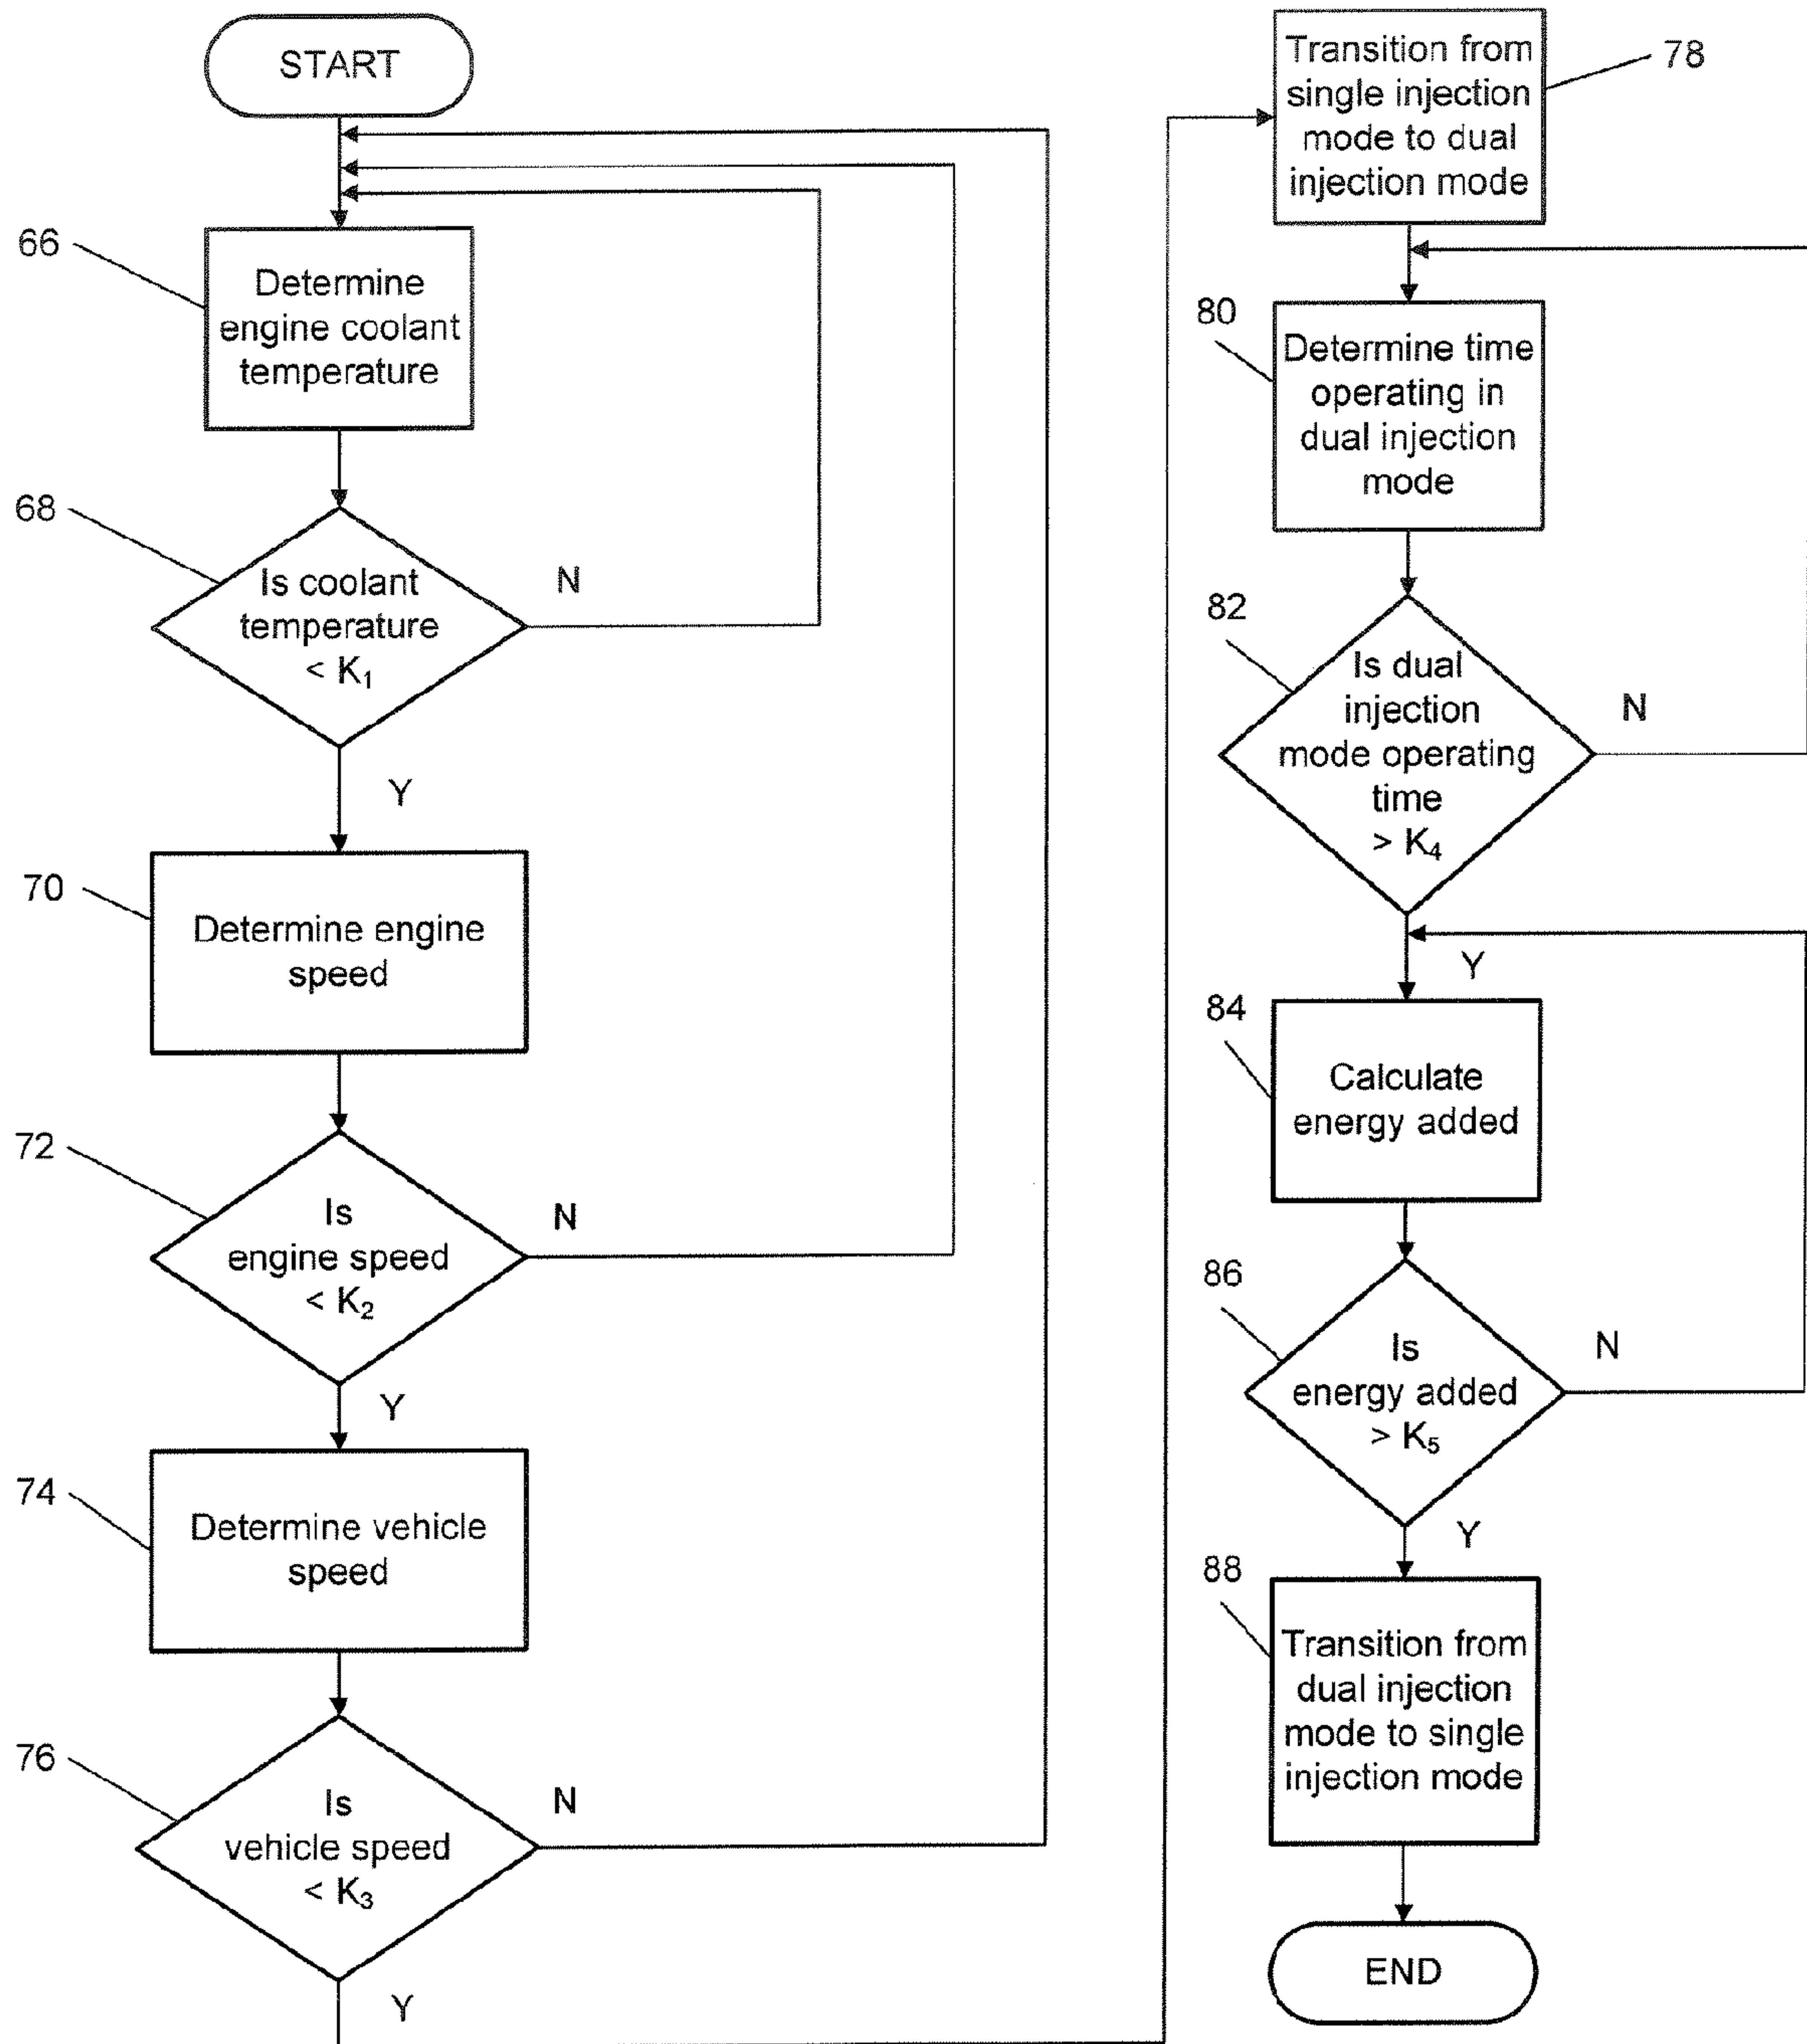 START
66
Determine
engine coolant
temperature
68
Is coolant
temperature
< K₁
N
Y
70
Determine engine
speed
72
Is
engine speed
< K₂
N
Y
74
Determine vehicle
speed
76
Is
vehicle speed
< K₃
N
Y
Transition from
single injection
mode to dual
injection mode
78
80
Determine time
operating in
dual injection
mode
82
Is dual
injection
mode operating
time
> K₄
N
Y
84
Calculate
energy added
86
Is
energy added
> K₅
N
Y
88
Transition from
dual injection
mode to single
injection mode
END